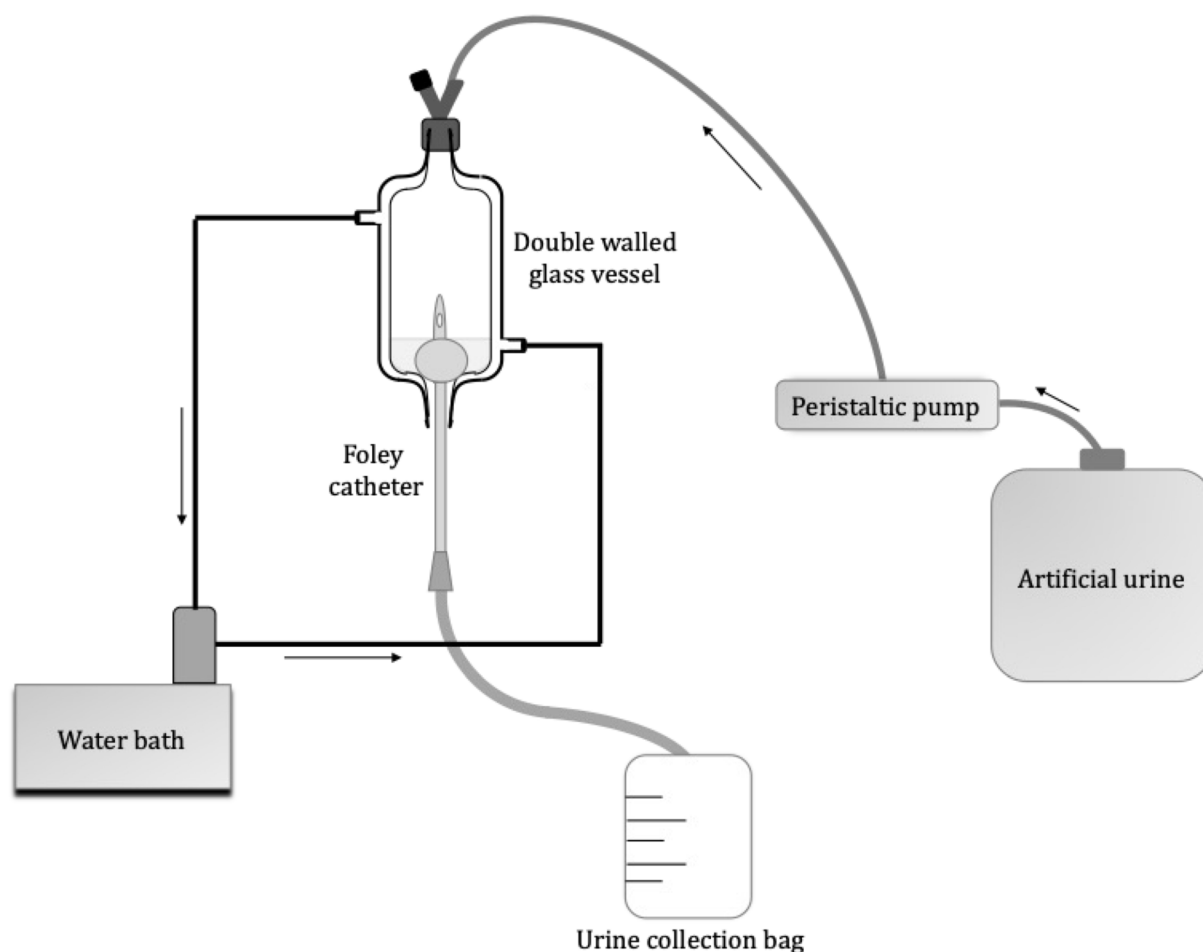 Double walled
glass vessel
Peristaltic pump
Foley
catheter
Artificial urine
Water bath
Urine collection bag